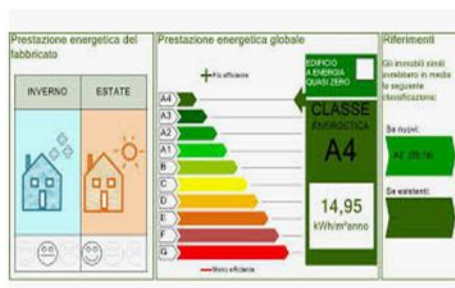 Prestazione energetica del
fabbricato
INVERNO
ESTATE
Prestazione energetica globale
Più efficiente
A4
A3
A2
A1
B
C
D
E
F
G
Meno efficiente
EDIFICIO
A ENERGIA
QUASI ZERO
CLASSE
ENERGETICA
A4
14,95
kWh/m²anno
Riferimenti
Gli immobili simili
avrebbero in media
la seguente
classificazione:
Se nuovi:
Se esistenti: